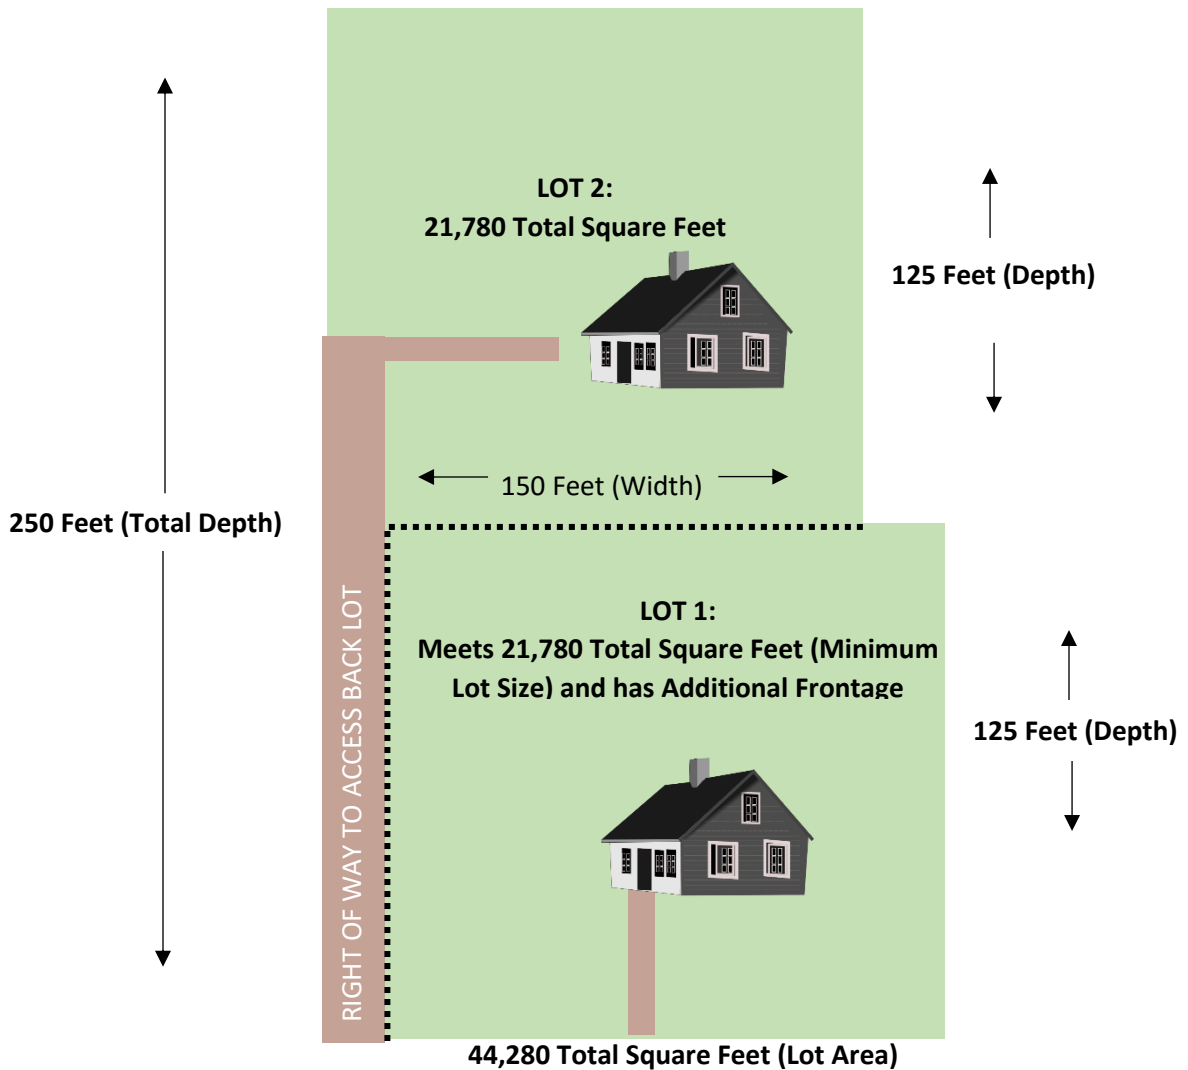 LOT 2:
21,780 Total Square Feet
125 Feet (Depth)
150 Feet (Width)
250 Feet (Total Depth)
RIGHT OF WAY TO ACCESS BACK LOT
LOT 1:
Meets 21,780 Total Square Feet (Minimum
Lot Size) and has Additional Frontage
125 Feet (Depth)
44,280 Total Square Feet (Lot Area)